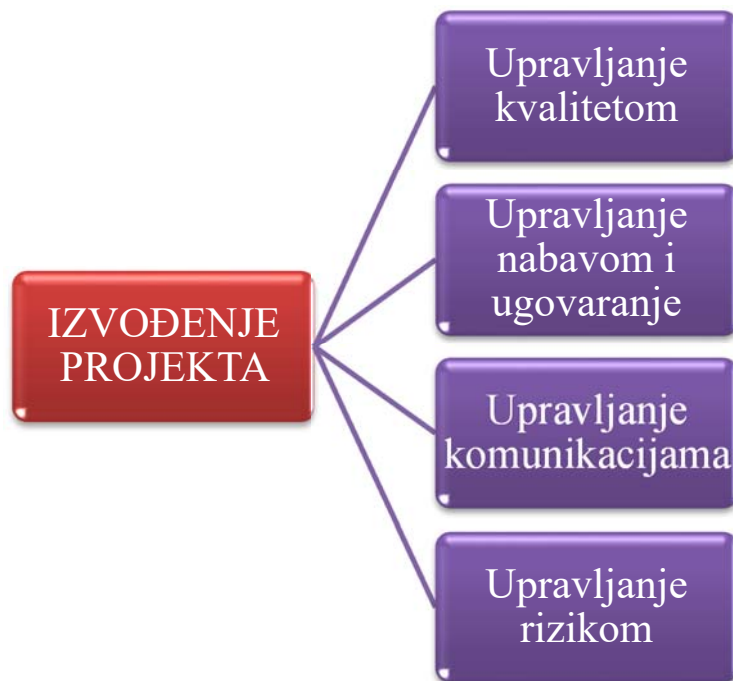 Upravljanje
kvalitetom
Upravljanje
nabavom i
ugovaranje
IZVOĐENJE
PROJEKTA
Upravljanje
komunikacijama
Upravljanje
rizikom